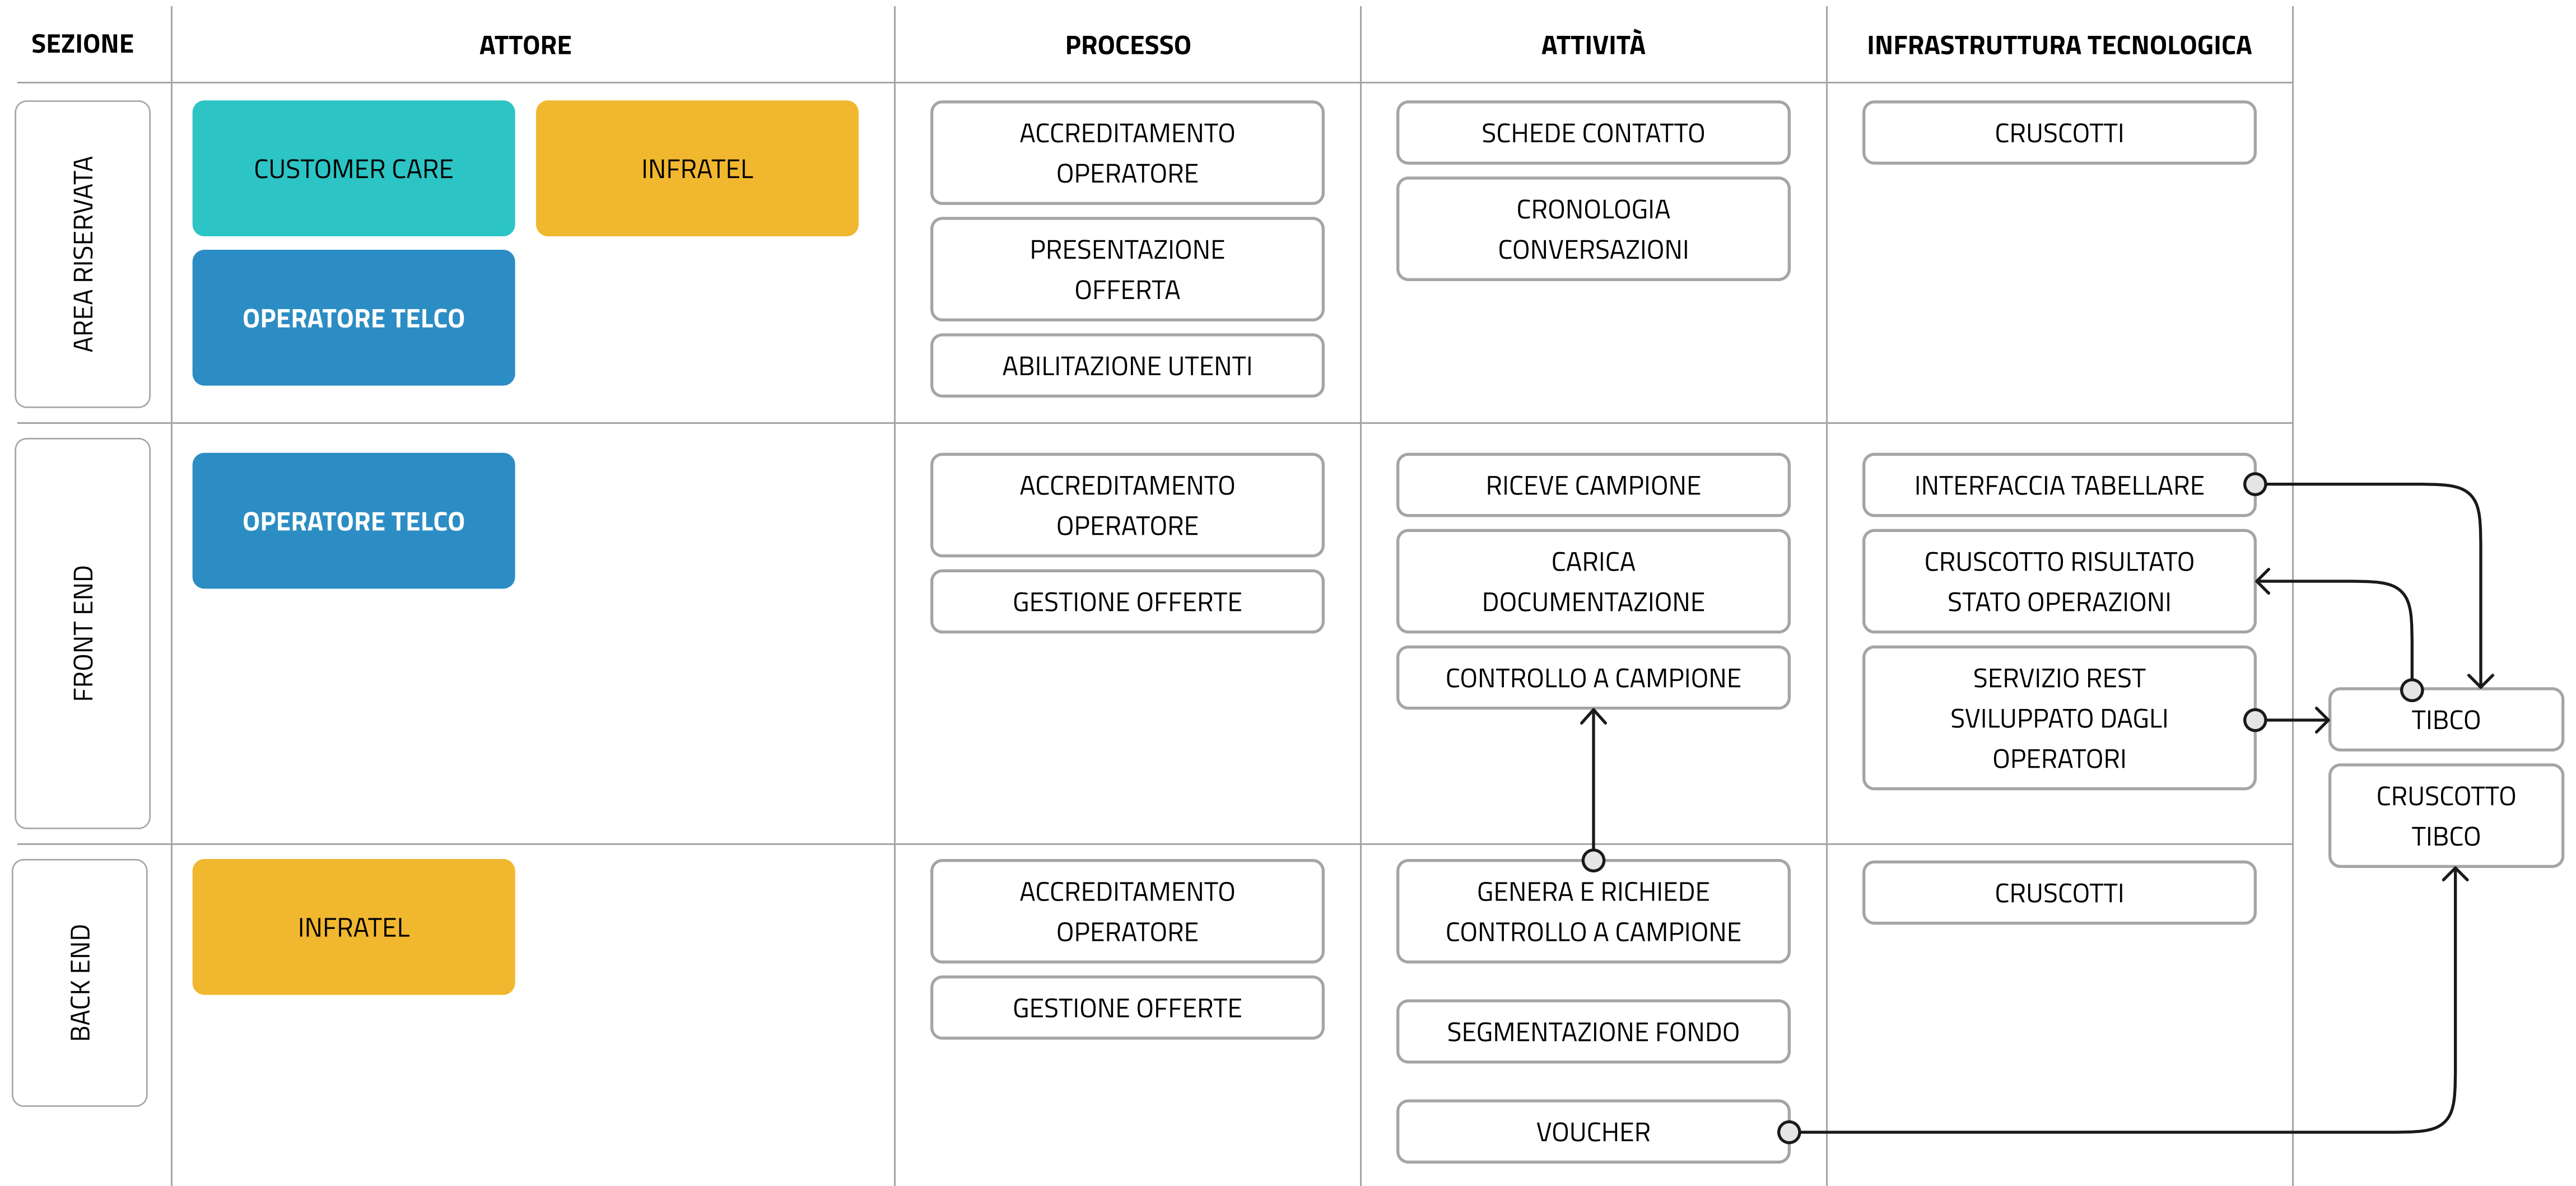 SEZIONE
ATTORE
PROCESSO
ATTIVITÀ
INFRASTRUTTURA TECNOLOGICA
AREA RISERVATA
CUSTOMER CARE
INFRATEL
OPERATORE TELCO
ACCREDITAMENTO
OPERATORE
PRESENTAZIONE
OFFERTA
ABILITAZIONE UTENTI
SCHEDE CONTATTO
CRONOLOGIA
CONVERSAZIONI
CRUSCOTTI
FRONT END
OPERATORE TELCO
ACCREDITAMENTO
OPERATORE
GESTIONE OFFERTE
RICEVE CAMPIONE
CARICA
DOCUMENTAZIONE
CONTROLLO A CAMPIONE
INTERFACCIA TABELLARE
CRUSCOTTO RISULTATO
STATO OPERAZIONI
SERVIZIO REST
SVILUPPATO DAGLI
OPERATORI
TIBCO
CRUSCOTTO
TIBCO
BACK END
INFRATEL
ACCREDITAMENTO
OPERATORE
GESTIONE OFFERTE
GENERA E RICHIEDE
CONTROLLO A CAMPIONE
SEGMENTAZIONE FONDO
VOUCHER
CRUSCOTTI